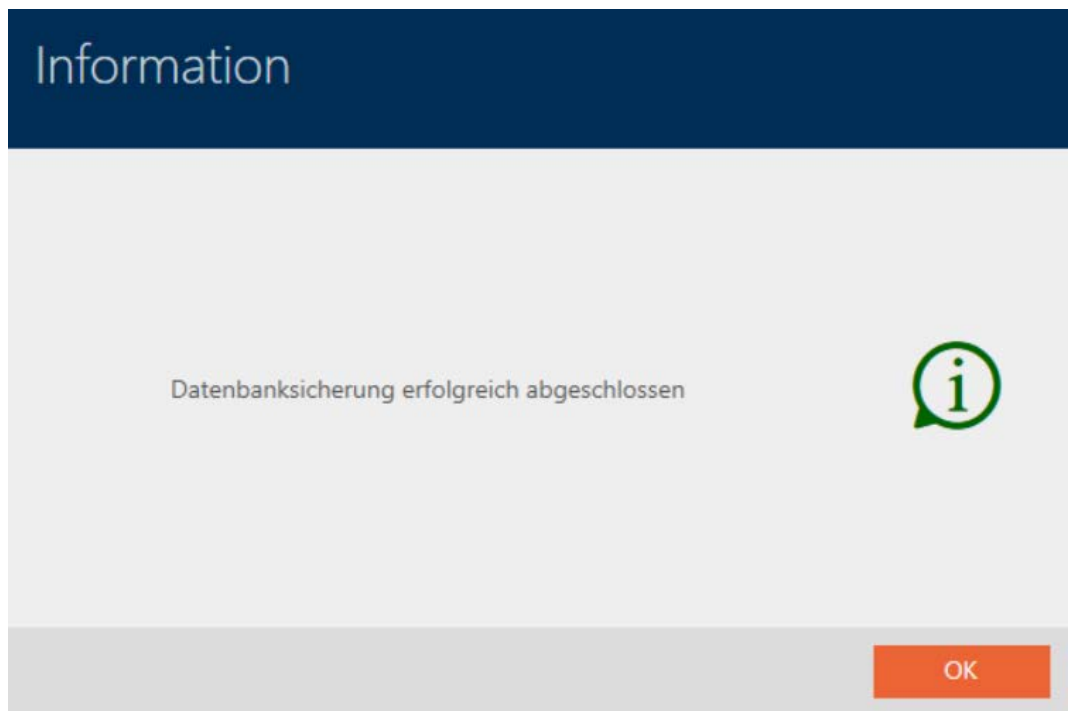 Information
Datenbanksicherung erfolgreich abgeschlossen
i
OK